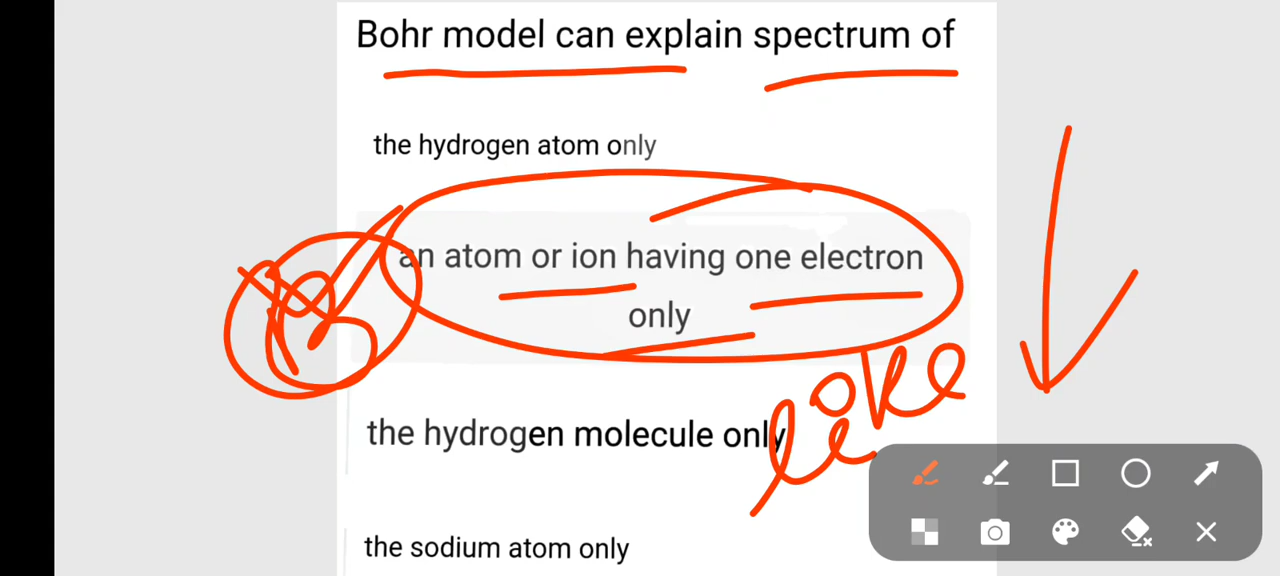 Bohr model can explain spectrum of
the hydrogen atom only
an atom or ion having one electron
only
like
the hydrogen molecule only
the sodium atom only